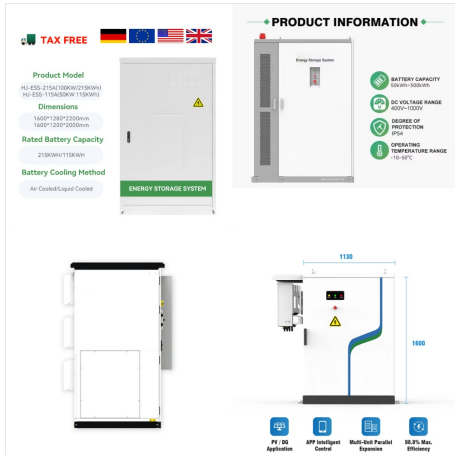 TAX FREE
Product Model
HJ-ESS-215A(100KW/215KWh)
HJ-ESS-115A(50KW 115KWh)
Dimensions
1600*1280*2200mm
1600*1200*2000mm
Rated Battery Capacity
215KWH/115KWH
Battery Cooling Method
Air Cooled/Liquid Cooled
ENERGY STORAGE SYSTEM
PRODUCT INFORMATION
Energy Storage System
BATTERY CAPACITY
50kWh~500kWh
DC VOLTAGE RANGE
400V~1000V
DEGREE OF
PROTECTION
IP54
OPERATING
TEMPERATURE RANGE
-10~50°C
1130
1600
PV / DG
Application
APP Intelligent
Control
Multi-Unit Parallel
Expansion
98.8% Max.
Efficiency